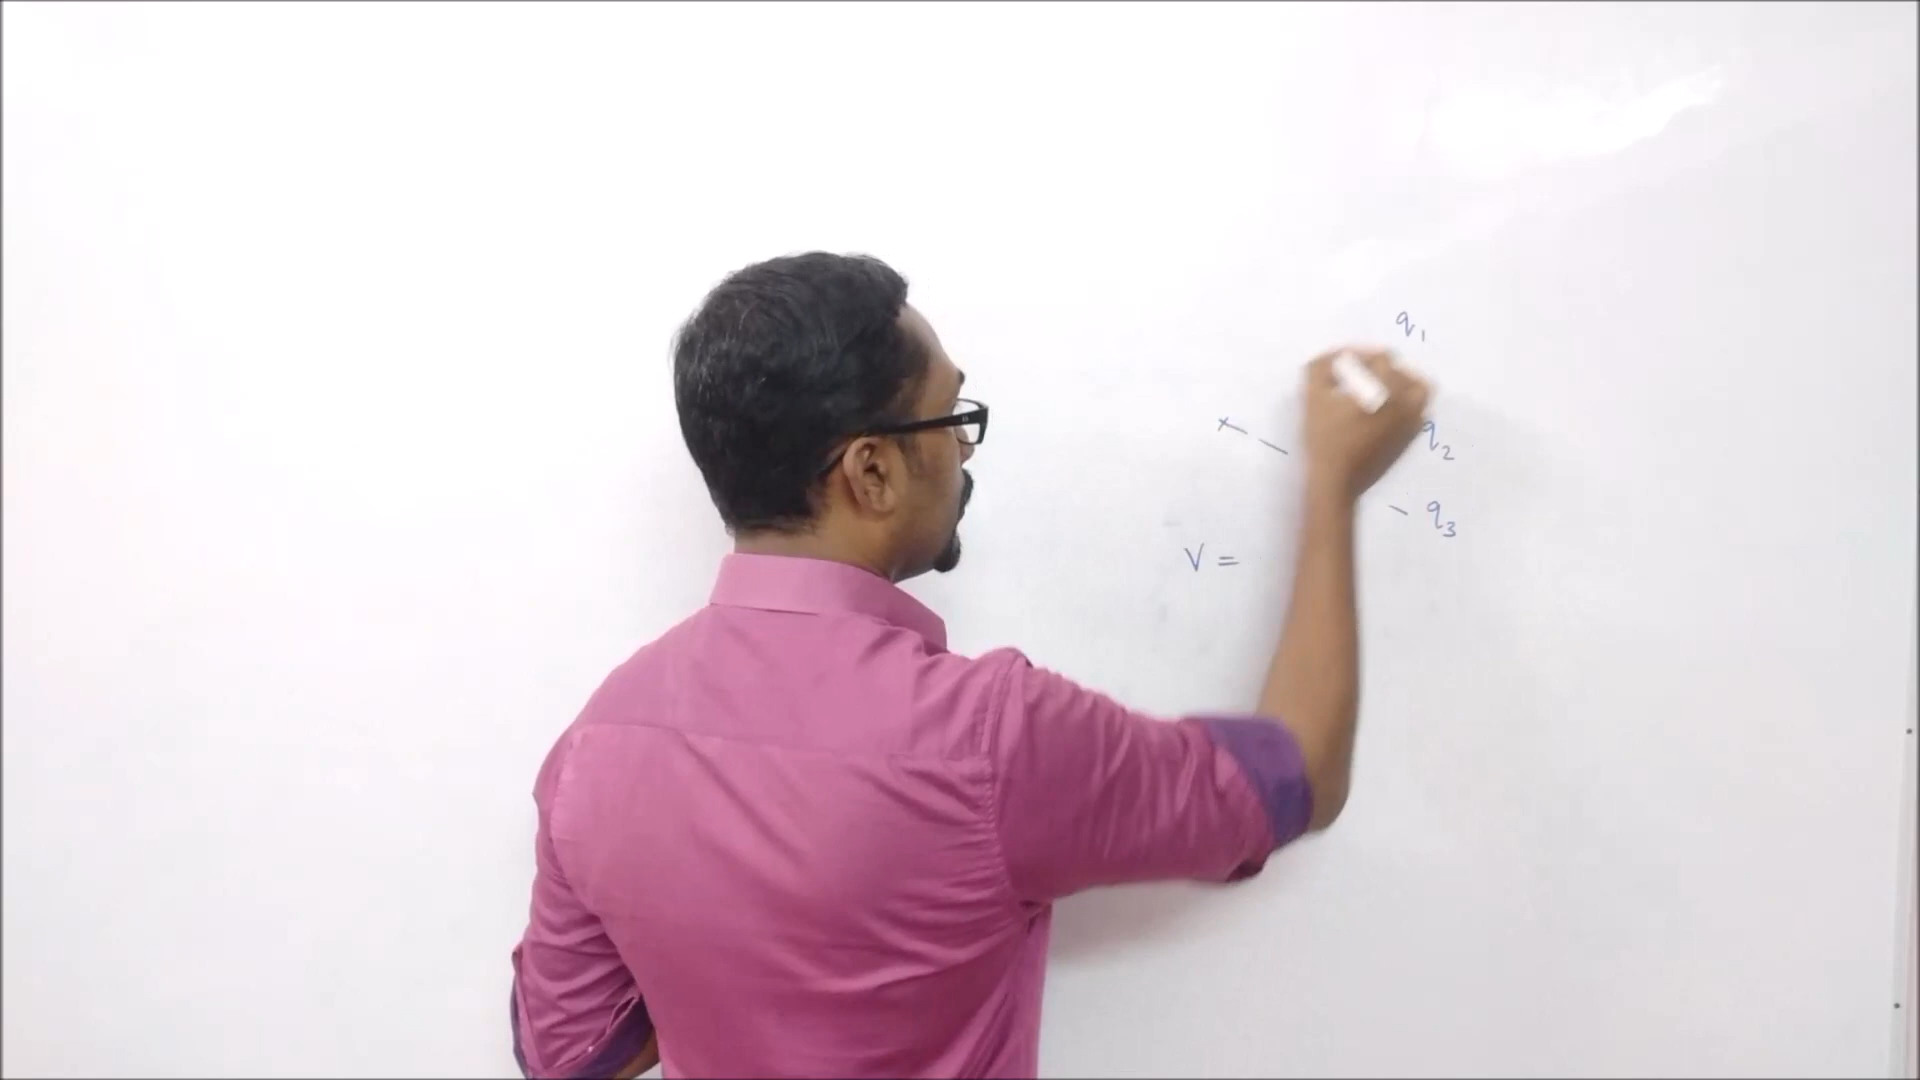 q₁
q₂
q₃
V =